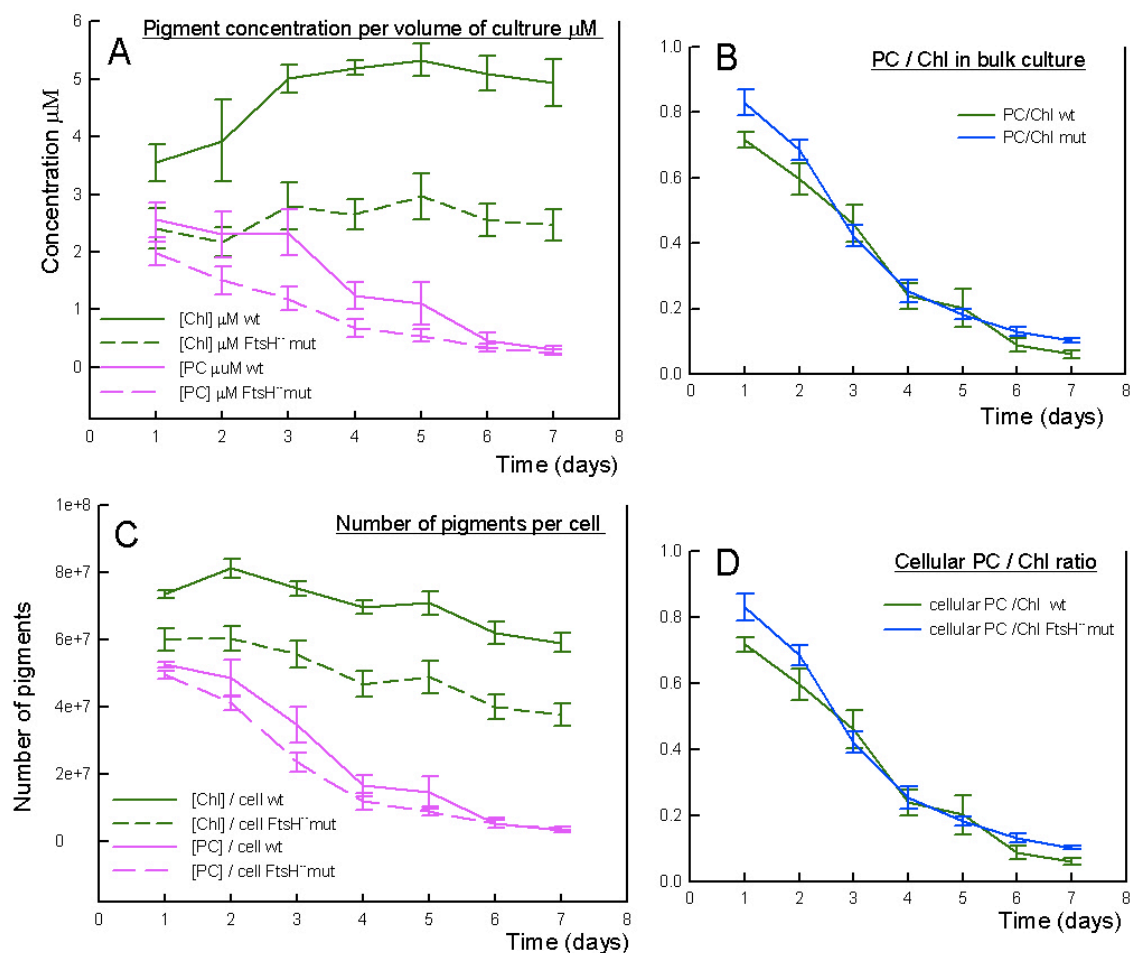 A
Pigment concentration per volume of cultrure μM
6
5
4
3
2
1
0
Concentration μM
[Chl] μM wt
[Chl] μM FtsH¨mut
[PC μuM wt
[PC] μM FtsH¨mut
0 1 2 3 4 5 6 7 8
Time (days)
B
PC / Chl in bulk culture
PC/Chl wt
PC/Chl mut
1.0
0.8
0.6
0.4
0.2
0.0
0 1 2 3 4 5 6 7 8
Time (days)
C
Number of pigments per cell
1e+8
8e+7
6e+7
4e+7
2e+7
0
Number of pigments
[Chl] / cell wt
[Chl] / cell FtsH¨mut
[PC] / cell wt
[PC] / cell FtsH¨mut
0 1 2 3 4 5 6 7 8
Time (days)
D
Cellular PC / Chl ratio
cellular PC /Chl wt
cellular PC /Chl FtsH¨mut
1.0
0.8
0.6
0.4
0.2
0.0
0 1 2 3 4 5 6 7 8
Time (days)